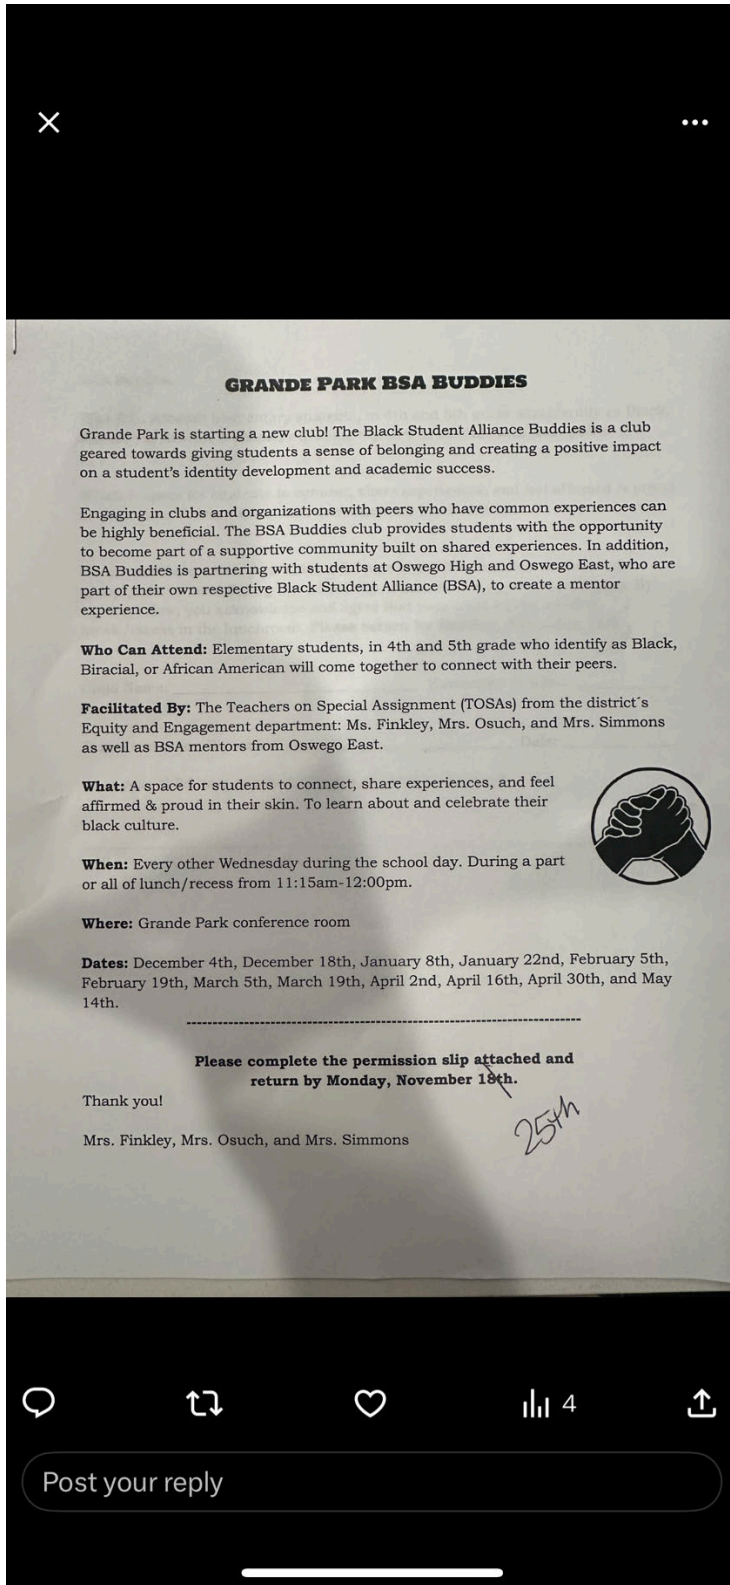 GRANDE PARK BSA BUDDIES
Grande Park is starting a new club! The Black Student Alliance Buddies is a club
geared towards giving students a sense of belonging and creating a positive impact
on a student's identity development and academic success.
Engaging in clubs and organizations with peers who have common experiences can
be highly beneficial. The BSA Buddies club provides students with the opportunity
to become part of a supportive community built on shared experiences. In addition,
BSA Buddies is partnering with students at Oswego High and Oswego East, who are
part of their own respective Black Student Alliance (BSA), to create a mentor
experience.
Who Can Attend: Elementary students, in 4th and 5th grade who identify as Black,
Biracial, or African American will come together to connect with their peers.
Facilitated By: The Teachers on Special Assignment (TOSAs) from the district's
Equity and Engagement department: Ms. Finkley, Mrs. Osuch, and Mrs. Simmons
as well as BSA mentors from Oswego East.
What: A space for students to connect, share experiences, and feel
affirmed & proud in their skin. To learn about and celebrate their
black culture.
When: Every other Wednesday during the school day. During a part
or all of lunch/recess from 11:15am-12:00pm.
Where: Grande Park conference room
Dates: December 4th, December 18th, January 8th, January 22nd, February 5th,
February 19th, March 5th, March 19th, April 2nd, April 16th, April 30th, and May
14th.
Please complete the permission slip attached and
return by Monday, November 18th.
25th
Thank you!
Mrs. Finkley, Mrs. Osuch, and Mrs. Simmons
4
Post your reply